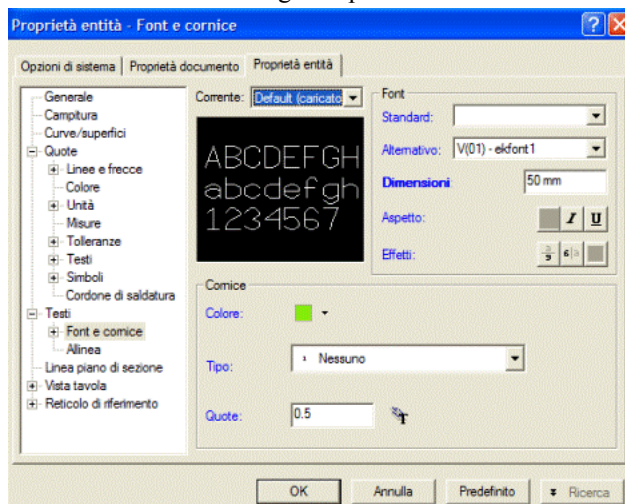 Proprietà entità - Font e cornice
Opzioni di sistema Proprietà documento Proprietà entità
Generale
Campitura
Curve/superfici
Quote
Linee e frecce
Colore
Unità
Misure
Tolleranze
Testi
Simboli
Cordone di saldatura
Testi
Font e cornice
Allinea
Linea piano di sezione
Vista tavola
Reticolo di riferimento
Corrente: Default (caricato
ABCDEFGH
abcdefgh
1234567
Font
Standard:
Alternativo: V(01) - ekfont1
Dimensioni: 50 mm
Aspetto: I U
Effetti:
Cornice
Colore:
Tipo: Nessuno
Quote: 0.5
OK Annulla Predefinito Ricerca